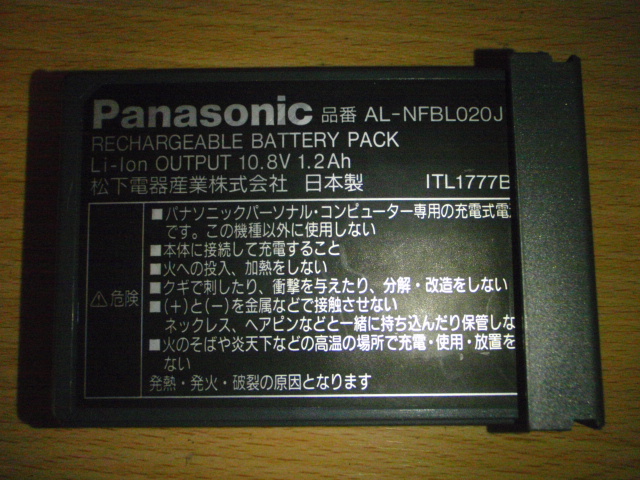 Panasonic 品番 AL-NFBL020J
RECHARGEABLE BATTERY PACK
Li-Ion OUTPUT 10.8V 1.2Ah
松下電器産業株式会社 日本製 ITL1777B
⚠危険
■パナソニックパーソナル・コンピューター専用の充電式電
です。この機種以外に使用しない
■本体に接続して充電すること
■火への投入、加熱をしない
■クギで刺したり、衝撃を与えたり、分解・改造をしない
■(+)と(−)を金属などで接触させない
ネックレス、ヘアピンなどと一緒に持ち込んだり保管しな
■火のそばや炎天下などの高温の場所で充電・使用・放置を
ない
発熱・発火・破裂の原因となります